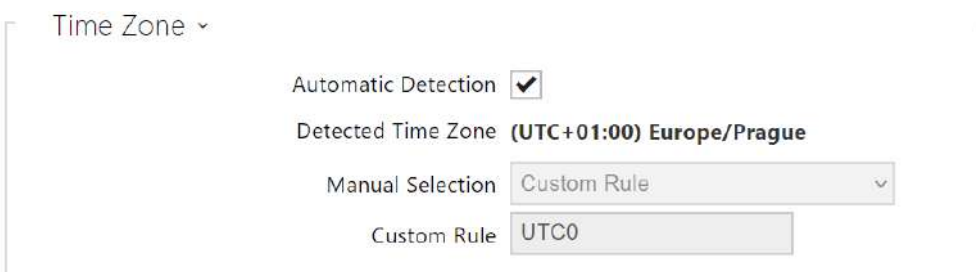 Time Zone
Automatic Detection
Detected Time Zone (UTC+01:00) Europe/Prague
Manual Selection Custom Rule
Custom Rule UTC0